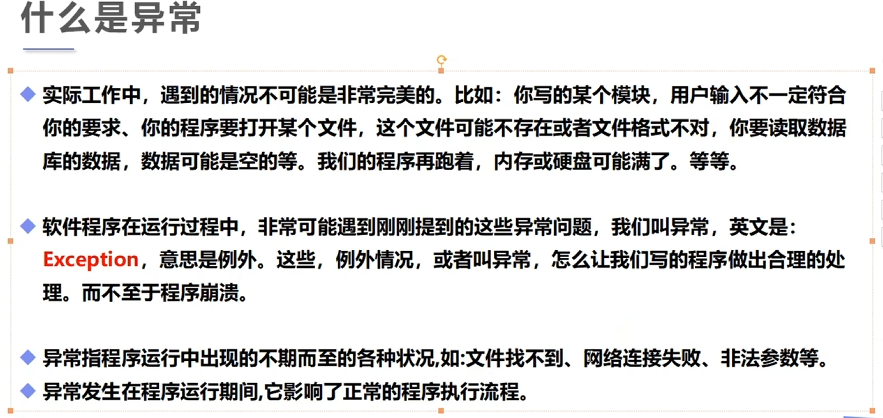 什么是异常
实际工作中，遇到的情况不可能是非常完美的。比如：你写的某个模块，用户输入不一定符合
你的要求、你的程序要打开某个文件，这个文件可能不存在或者文件格式不对，你要读取数据
库的数据，数据可能是空的等。我们的程序再跑着，内存或硬盘可能满了。等等。
软件程序在运行过程中，非常可能遇到刚刚提到的这些异常问题，我们叫异常，英文是：
Exception，意思是例外。这些，例外情况，或者叫异常，怎么让我们写的程序做出合理的处
理。而不至于程序崩溃。
异常指程序运行中出现的不期而至的各种状况,如:文件找不到、网络连接失败、非法参数等。
异常发生在程序运行期间,它影响了正常的程序执行流程。